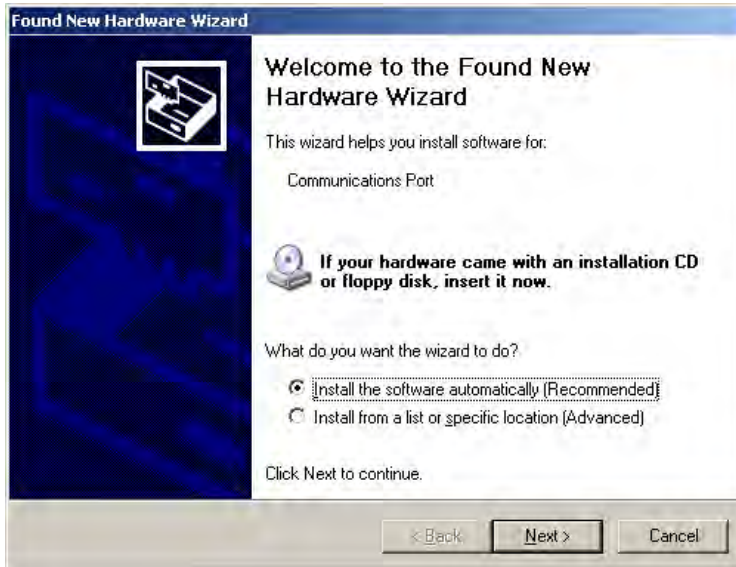 Found New Hardware Wizard
Welcome to the Found New
Hardware Wizard
This wizard helps you install software for:
Communications Port
If your hardware came with an installation CD
or floppy disk, insert it now.
What do you want the wizard to do?
Install the software automatically (Recommended)
Install from a list or specific location (Advanced)
Click Next to continue.
< Back
Next >
Cancel